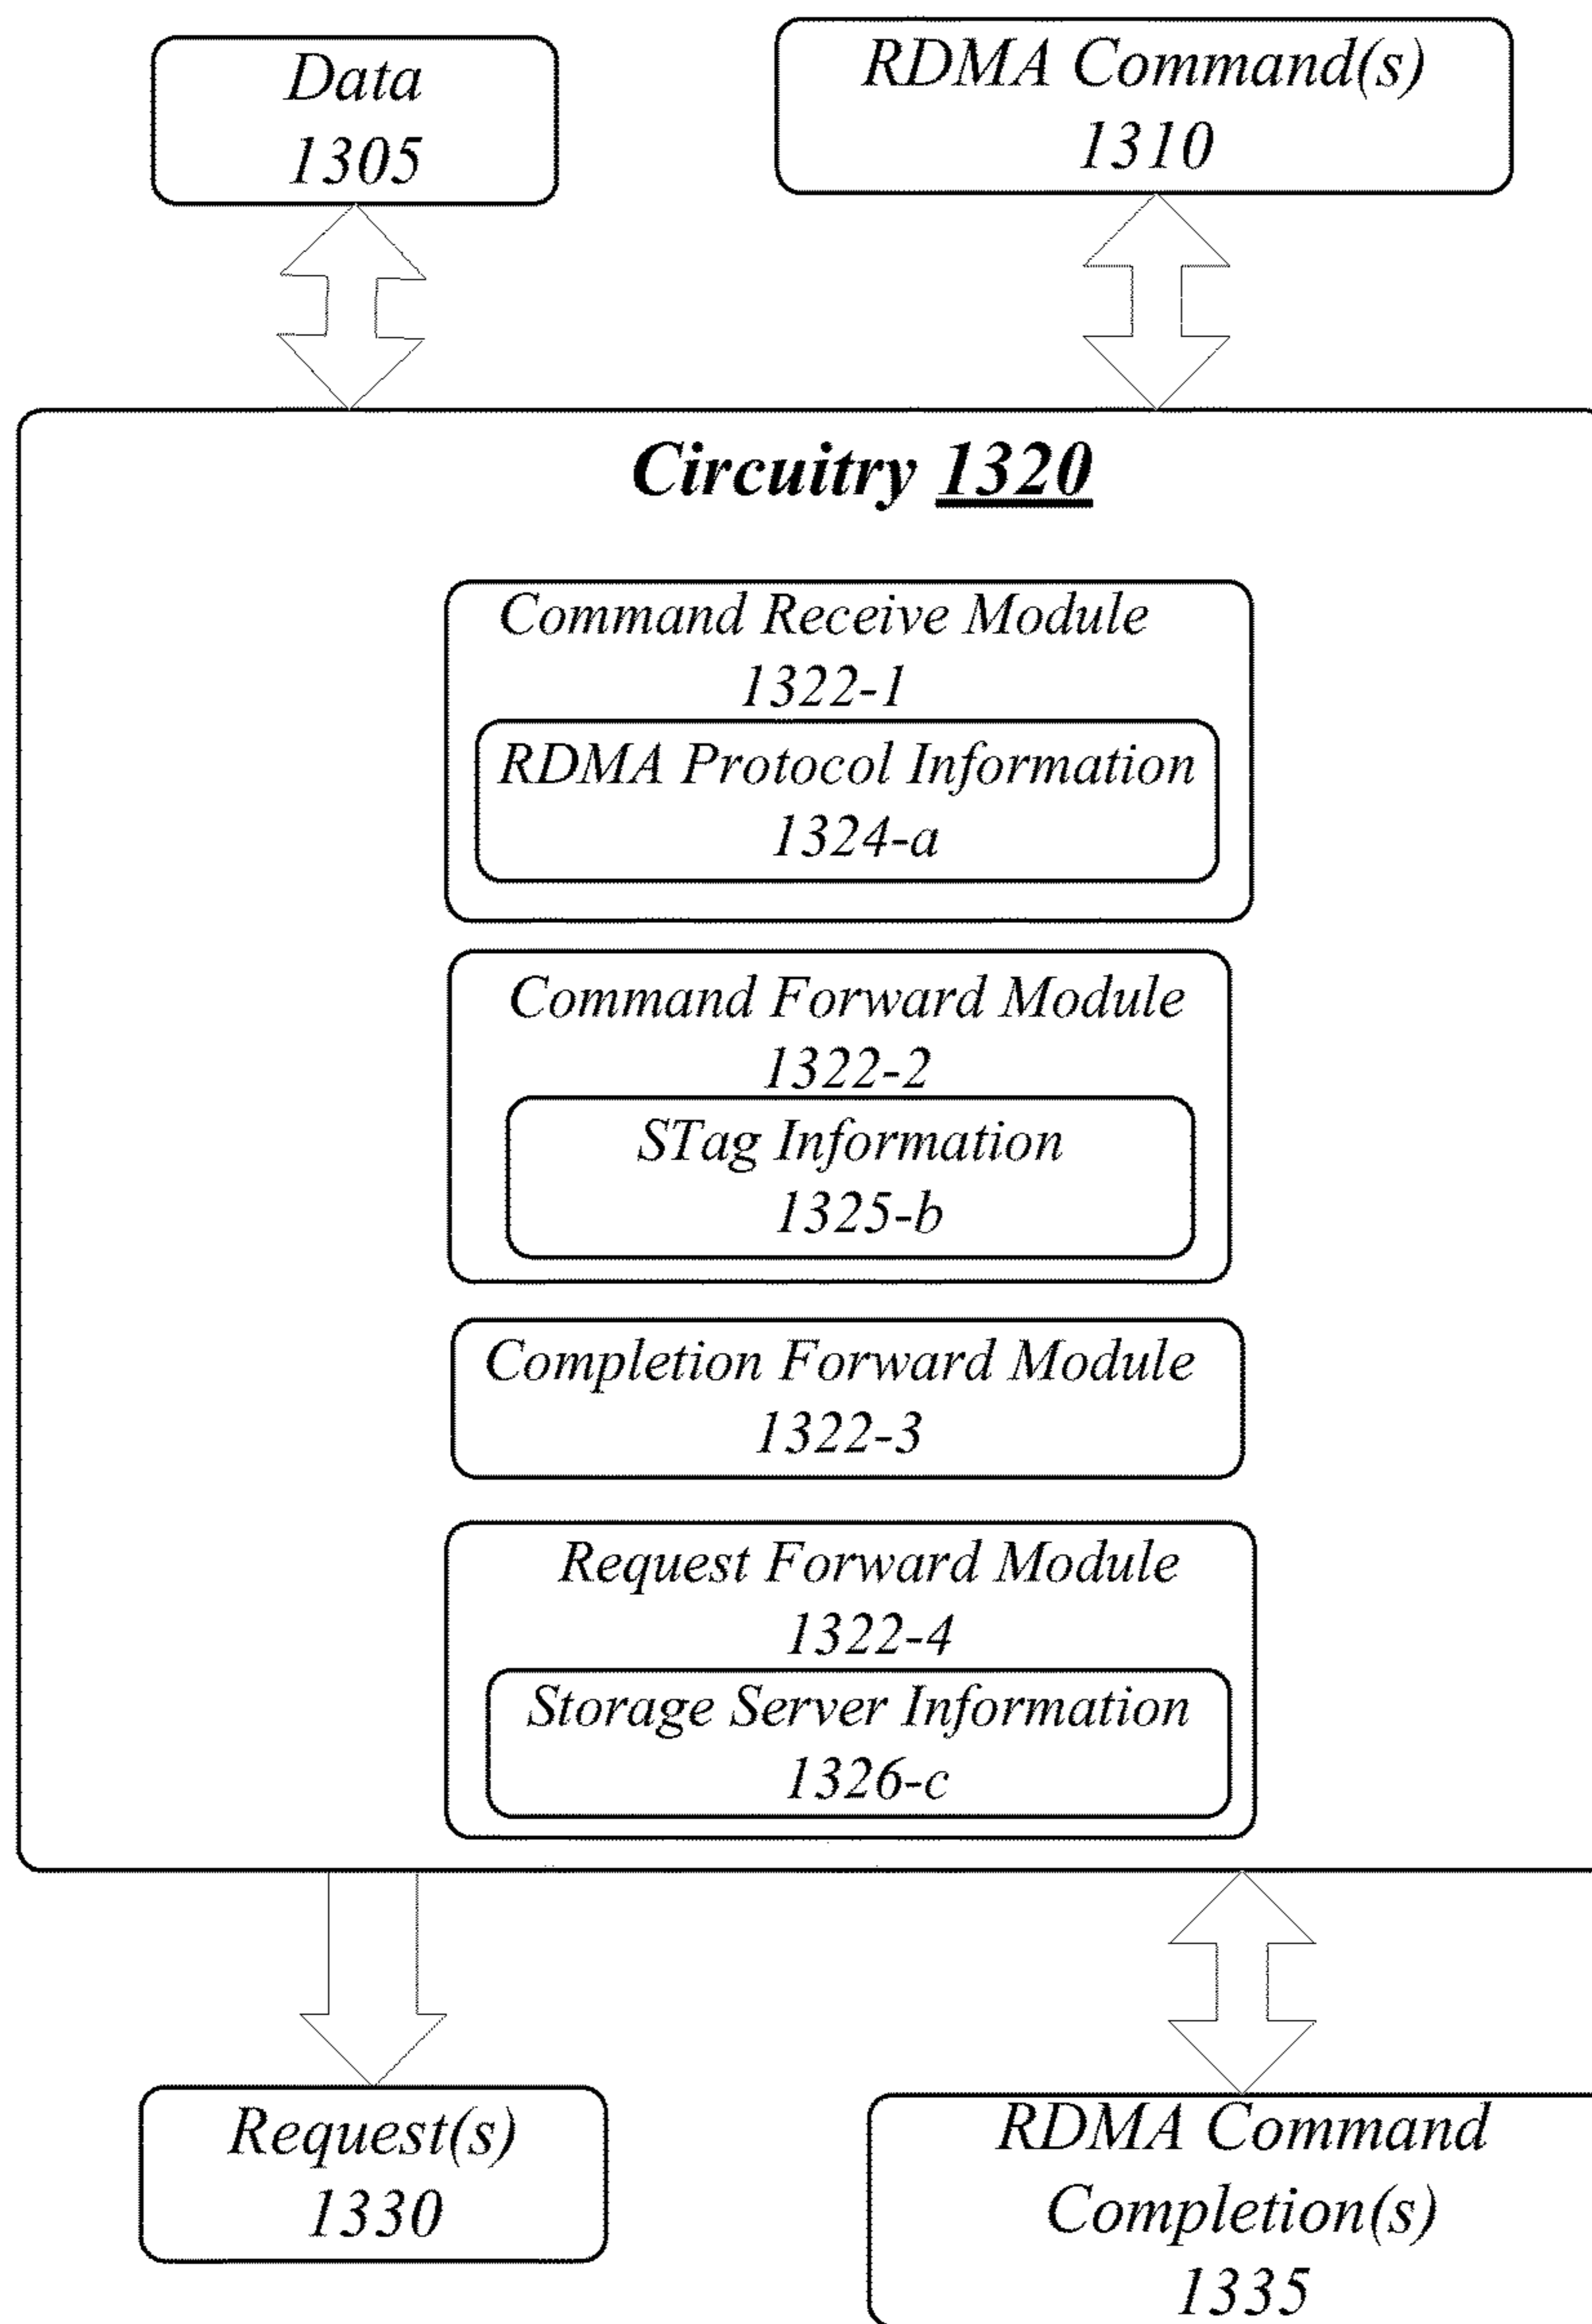 Data
1305
RDMA Command(s)
1310
Circuitry 1320
Command Receive Module
1322-1
RDMA Protocol Information
1324-a
Command Forward Module
1322-2
STag Information
1325-b
Completion Forward Module
1322-3
Request Forward Module
1322-4
Storage Server Information
1326-c
Request(s)
1330
RDMA Command
Completion(s)
1335